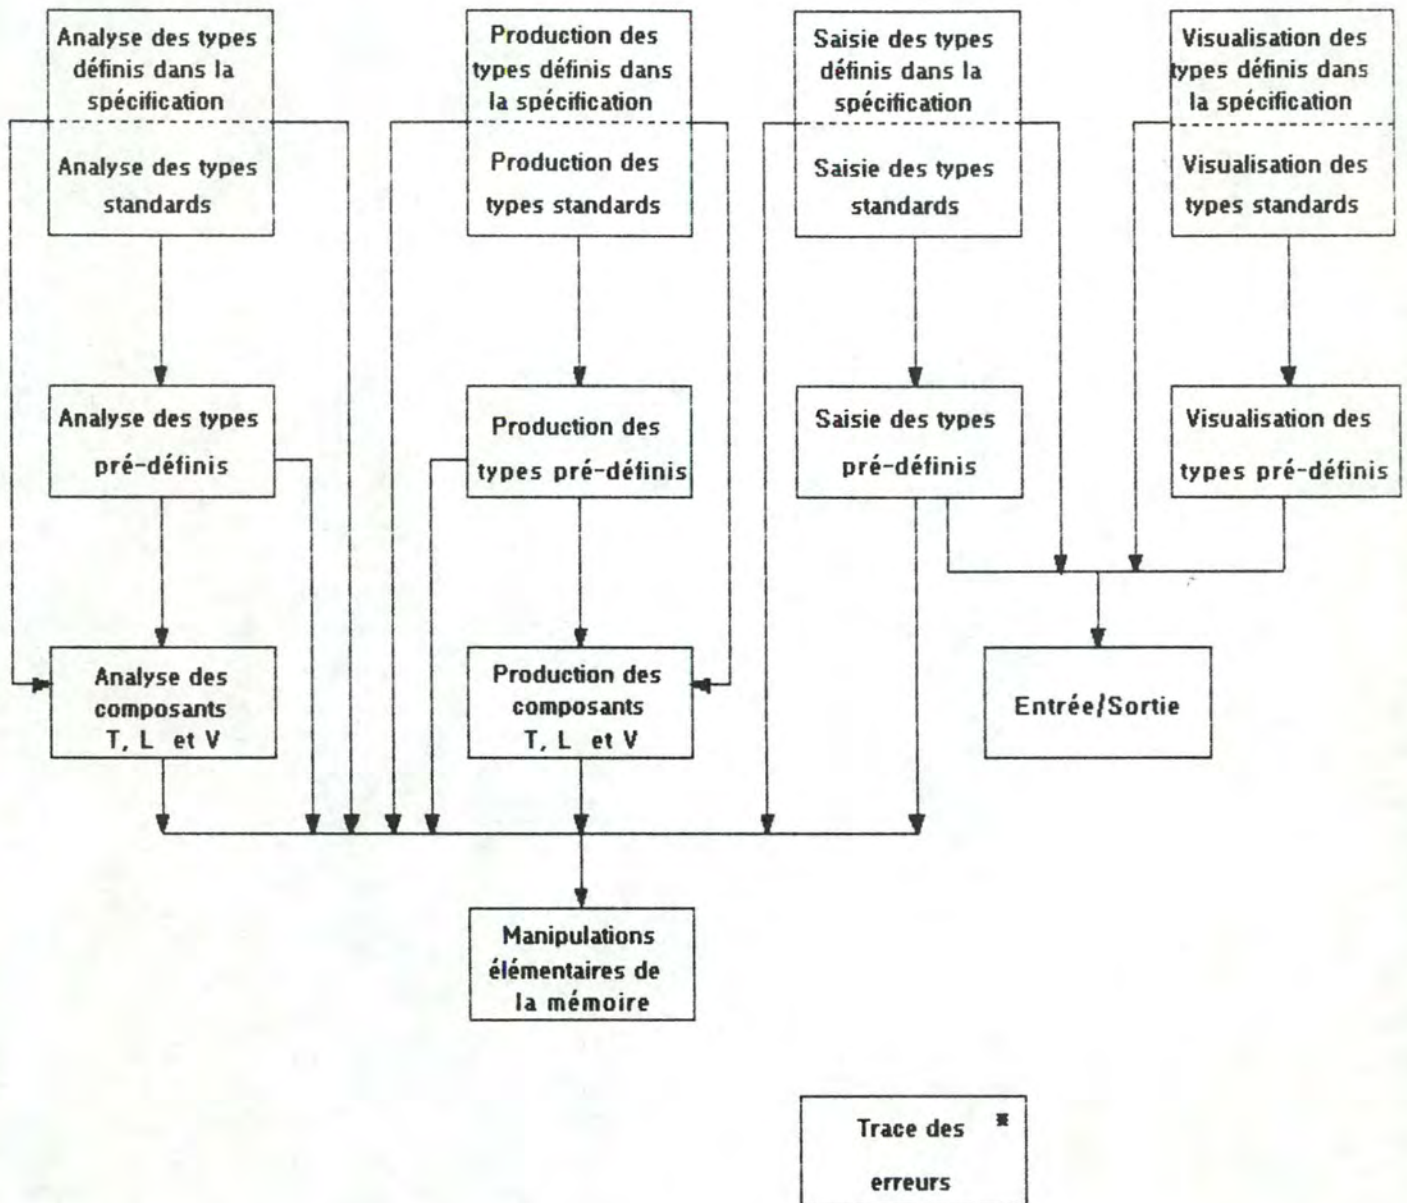 Analyse des types
définis dans la
spécification
Analyse des types
standards
Production des
types définis dans
la spécification
Production des
types standards
Saisie des types
définis dans la
spécification
Saisie des types
standards
Visualisation des
types définis dans
la spécification
Visualisation des
types standards
Analyse des types
pré-définis
Production des
types pré-définis
Saisie des types
pré-définis
Visualisation des
types pré-définis
Analyse des
composants
T, L et V
Production des
composants
T, L et V
Entrée/Sortie
Manipulations
élémentaires de
la mémoire
Trace des *
erreurs